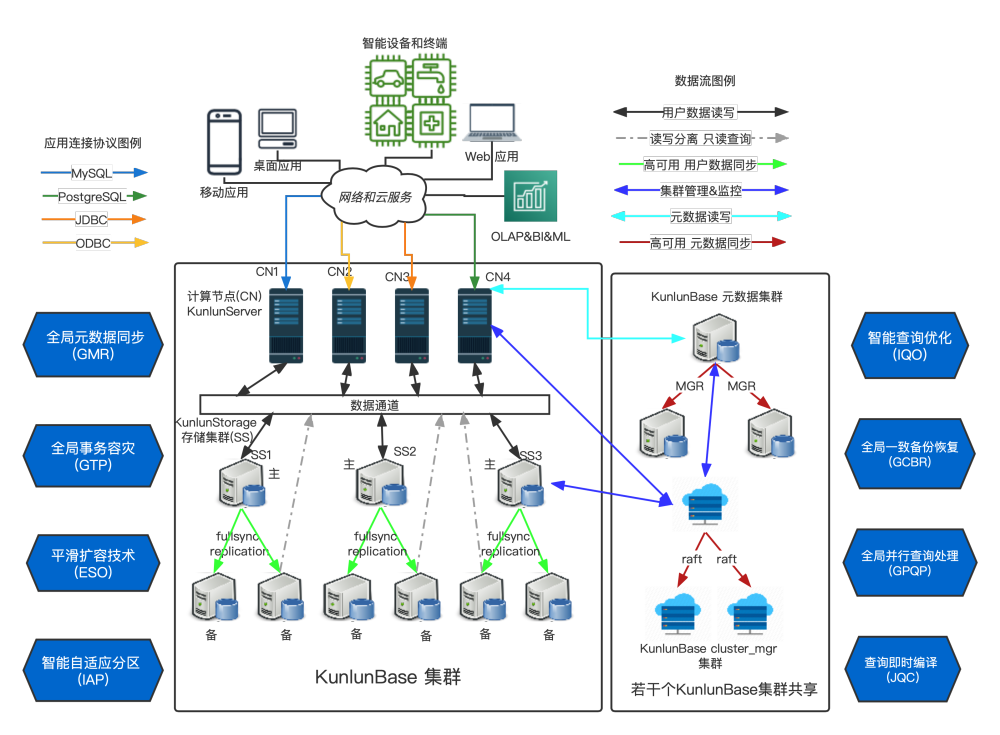 智能设备和终端
桌面应用
移动应用
Web 应用
网络和云服务
OLAP&BI&ML
应用连接协议图例
MySQL
PostgreSQL
JDBC
ODBC
数据流图例
用户数据读写
读写分离 只读查询
高可用 用户数据同步
集群管理&监控
元数据读写
高可用 元数据同步
全局元数据同步
(GMR)
全局事务容灾
(GTP)
平滑扩容技术
(ESO)
智能自适应分区
(IAP)
CN1
CN2
CN3
CN4
计算节点(CN)
KunlunServer
数据通道
KunlunStorage
存储集群(SS)
SS1
主
SS2
主
SS3
主
fullsync
replication
fullsync
replication
fullsync
replication
备
备
备
备
备
备
KunlunBase 集群
KunlunBase 元数据集群
MGR
MGR
raft
raft
KunlunBase cluster_mgr
集群
若干个KunlunBase集群共享
智能查询优化
(IQO)
全局一致备份恢复
(GCBR)
全局并行查询处理
(GPQP)
查询即时编译
(JQC)